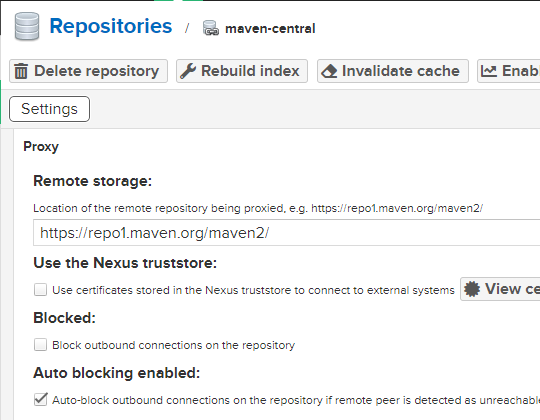 Repositories / maven-central
Delete repository Rebuild index Invalidate cache
Settings
Proxy
Remote storage:
Location of the remote repository being proxied, e.g. https://repo1.maven.org/maven2/
https://repo1.maven.org/maven2/
Use the Nexus truststore:
Use certificates stored in the Nexus truststore to connect to external systems View
Blocked:
Block outbound connections on the repository
Auto blocking enabled:
Auto-block outbound connections on the repository if remote peer is detected as